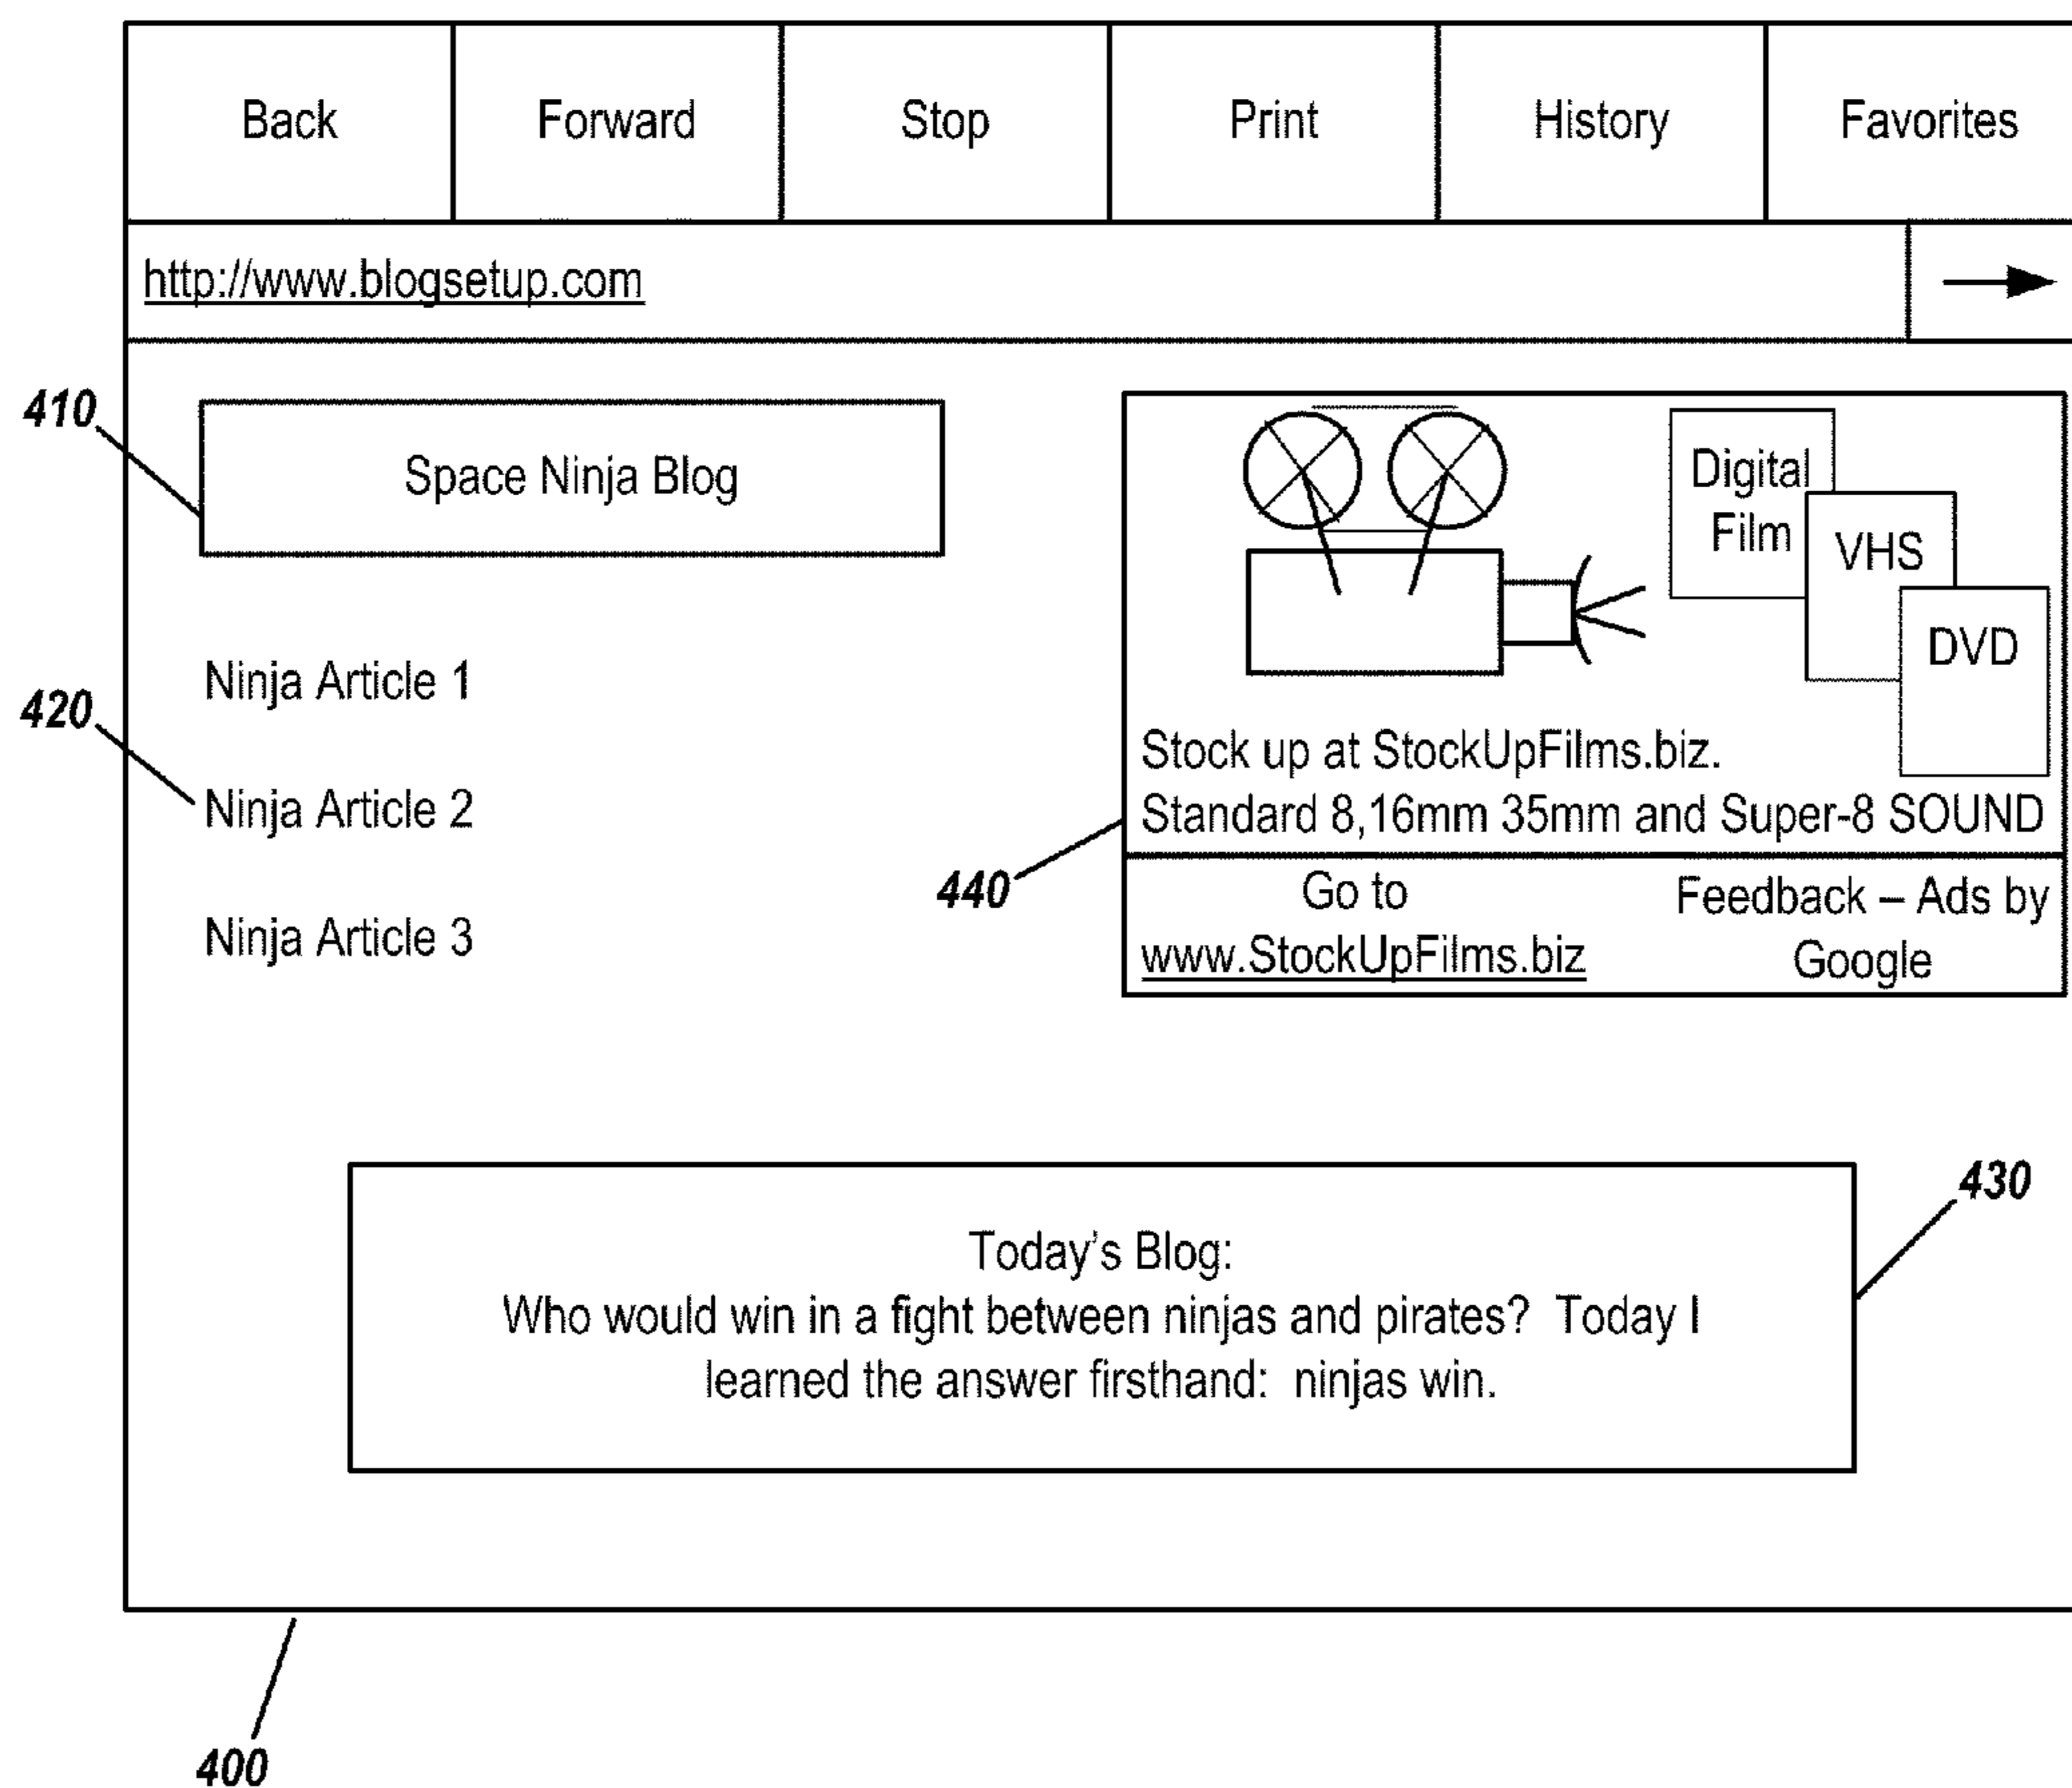 Back
Forward
Stop
Print
History
Favorites
http://www.blogsetup.com
410
Space Ninja Blog
Ninja Article 1
420
Ninja Article 2
Ninja Article 3
Digital
Film
VHS
DVD
Stock up at StockUpFilms.biz.
Standard 8,16mm 35mm and Super-8 SOUND
440
Go to
www.StockUpFilms.biz
Feedback – Ads by
Google
430
Today's Blog:
Who would win in a fight between ninjas and pirates?  Today I
learned the answer firsthand:  ninjas win.
400